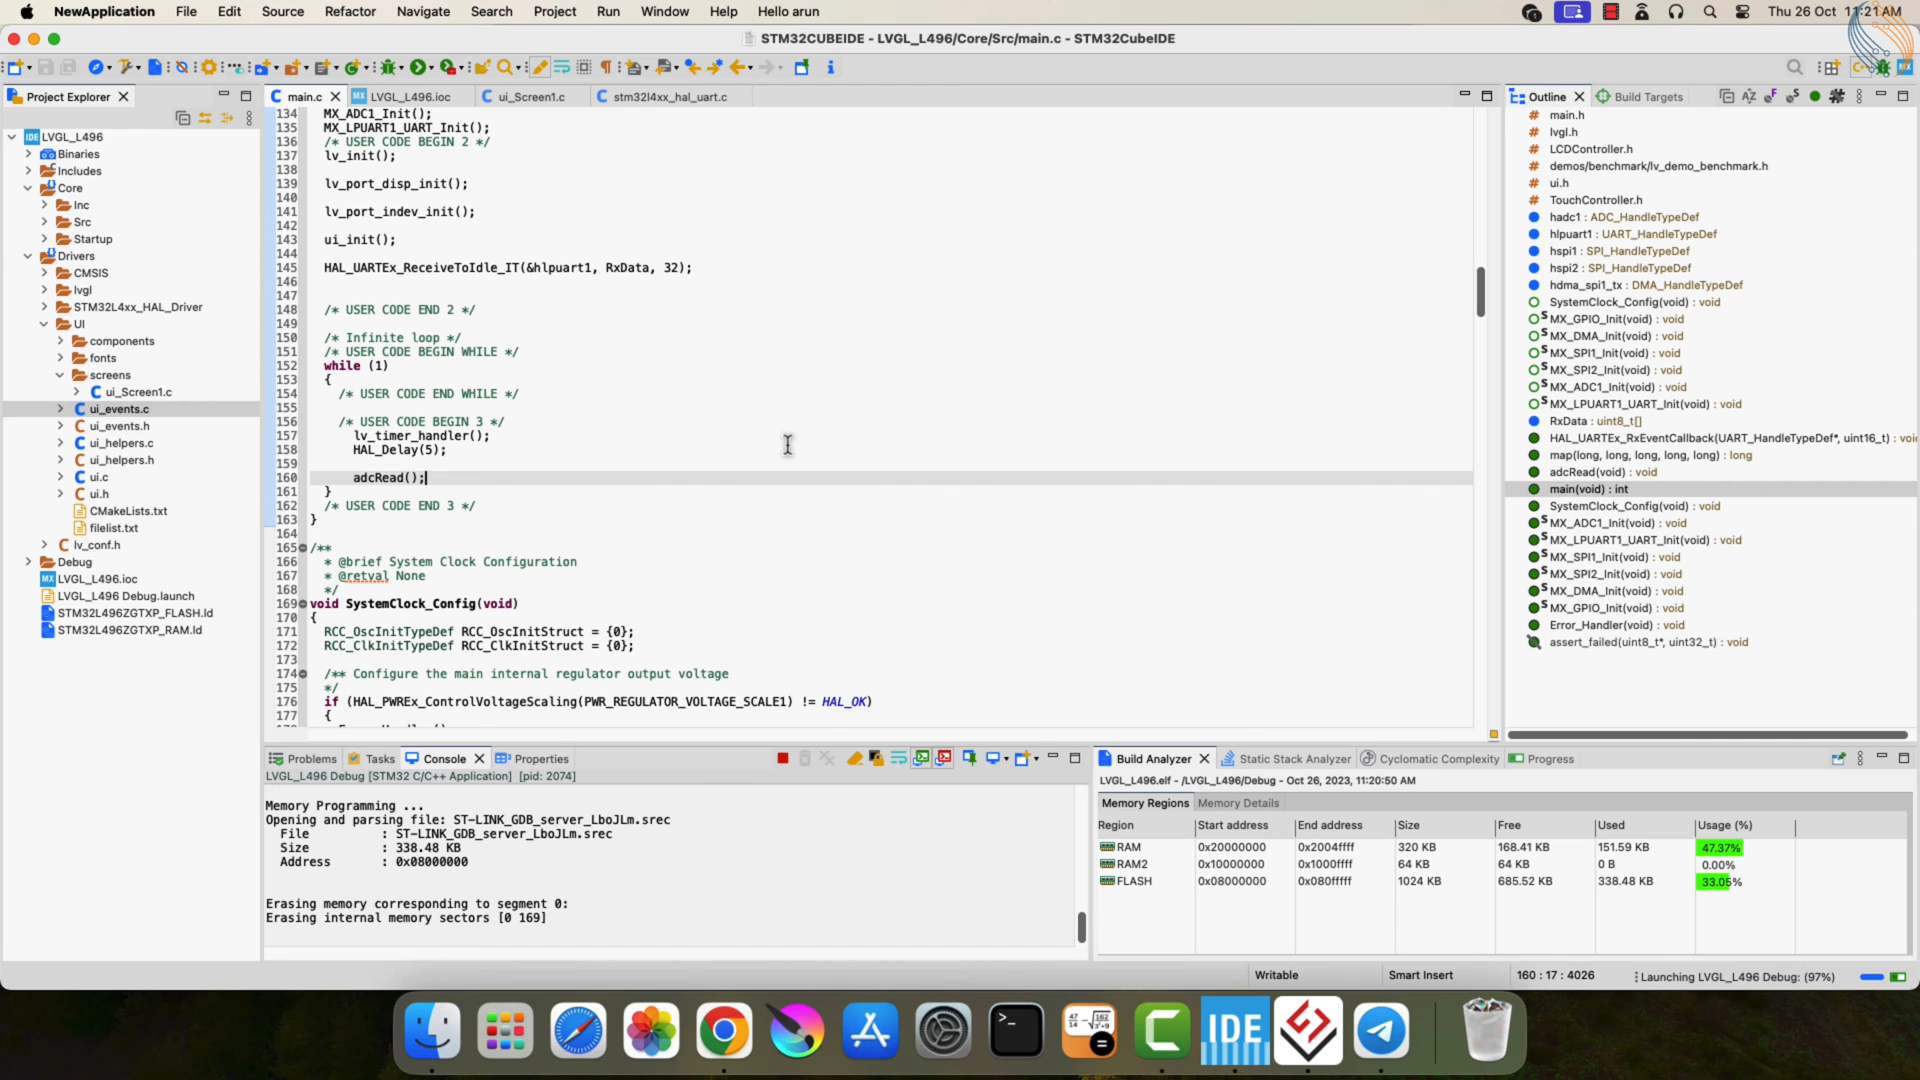 NewApplication File Edit Source Refactor Navigate Search Project Run Window Help Hello arun Thu 26 Oct 11:21 AM
STM32CUBEIDE - LVGL_L496/Core/Src/main.c - STM32CubeIDE
Project Explorer
LVGL_L496
Binaries
Includes
Core
Inc
Src
Startup
Drivers
CMSIS
lvgl
STM32L4xx_HAL_Driver
UI
components
fonts
screens
ui_Screen1.c
ui_events.c
ui_events.h
ui_helpers.c
ui_helpers.h
ui.c
ui.h
CMakeLists.txt
filelist.txt
lv_conf.h
Debug
LVGL_L496.ioc
LVGL_L496 Debug.launch
STM32L496ZGTXP_FLASH.ld
STM32L496ZGTXP_RAM.ld
main.c LVGL_L496.ioc ui_Screen1.c stm32l4xx_hal_uart.c
134 MX_ADC1_Init();
135 MX_LPUART1_UART_Init();
136 /* USER CODE BEGIN 2 */
137 lv_init();
138
139 lv_port_disp_init();
140
141 lv_port_indev_init();
142
143 ui_init();
144
145 HAL_UARTEx_ReceiveToIdle_IT(&hlpuart1, RxData, 32);
146
147
148 /* USER CODE END 2 */
149
150 /* Infinite loop */
151 /* USER CODE BEGIN WHILE */
152 while (1)
153 {
154 /* USER CODE END WHILE */
155
156 /* USER CODE BEGIN 3 */
157 lv_timer_handler();
158 HAL_Delay(5);
159
160 adcRead();
161 }
162 /* USER CODE END 3 */
163 }
164
165 /**
166 * @brief System Clock Configuration
167 * @retval None
168 */
169 void SystemClock_Config(void)
170 {
171 RCC_OscInitTypeDef RCC_OscInitStruct = {0};
172 RCC_ClkInitTypeDef RCC_ClkInitStruct = {0};
173
174 /** Configure the main internal regulator output voltage
175 */
176 if (HAL_PWREx_ControlVoltageScaling(PWR_REGULATOR_VOLTAGE_SCALE1) != HAL_OK)
177 {
Outline Build Targets
main.h
lvgl.h
LCDController.h
demos/benchmark/lv_demo_benchmark.h
ui.h
TouchController.h
hadc1 : ADC_HandleTypeDef
hlpuart1 : UART_HandleTypeDef
hspi1 : SPI_HandleTypeDef
hspi2 : SPI_HandleTypeDef
hdma_spi1_tx : DMA_HandleTypeDef
SystemClock_Config(void) : void
MX_GPIO_Init(void) : void
MX_DMA_Init(void) : void
MX_SPI1_Init(void) : void
MX_SPI2_Init(void) : void
MX_ADC1_Init(void) : void
MX_LPUART1_UART_Init(void) : void
RxData : uint8_t[]
HAL_UARTEx_RxEventCallback(UART_HandleTypeDef*, uint16_t) : void
map(long, long, long, long, long) : long
adcRead(void) : void
main(void) : int
SystemClock_Config(void) : void
MX_ADC1_Init(void) : void
MX_LPUART1_UART_Init(void) : void
MX_SPI1_Init(void) : void
MX_SPI2_Init(void) : void
MX_DMA_Init(void) : void
MX_GPIO_Init(void) : void
Error_Handler(void) : void
assert_failed(uint8_t*, uint32_t) : void
Problems Tasks Console Properties
LVGL_L496 Debug [STM32 C/C++ Application] [pid: 2074]
Memory Programming ...
Opening and parsing file: ST-LINK_GDB_server_LboJLm.srec
File : ST-LINK_GDB_server_LboJLm.srec
Size : 338.48 KB
Address : 0x08000000
Erasing memory corresponding to segment 0:
Erasing internal memory sectors [0 169]
Build Analyzer Static Stack Analyzer Cyclomatic Complexity Progress
LVGL_L496.elf - /LVGL_L496/Debug - Oct 26, 2023, 11:20:50 AM
Memory Regions Memory Details
Region Start address End address Size Free Used Usage (%)
RAM 0x20000000 0x2004ffff 320 KB 168.41 KB 151.59 KB 47.37%
RAM2 0x10000000 0x1000ffff 64 KB 64 KB 0 B 0.00%
FLASH 0x08000000 0x080fffff 1024 KB 685.52 KB 338.48 KB 33.05%
Writable Smart Insert 160 : 17 : 4026 Launching LVGL_L496 Debug: (97%)
IDE